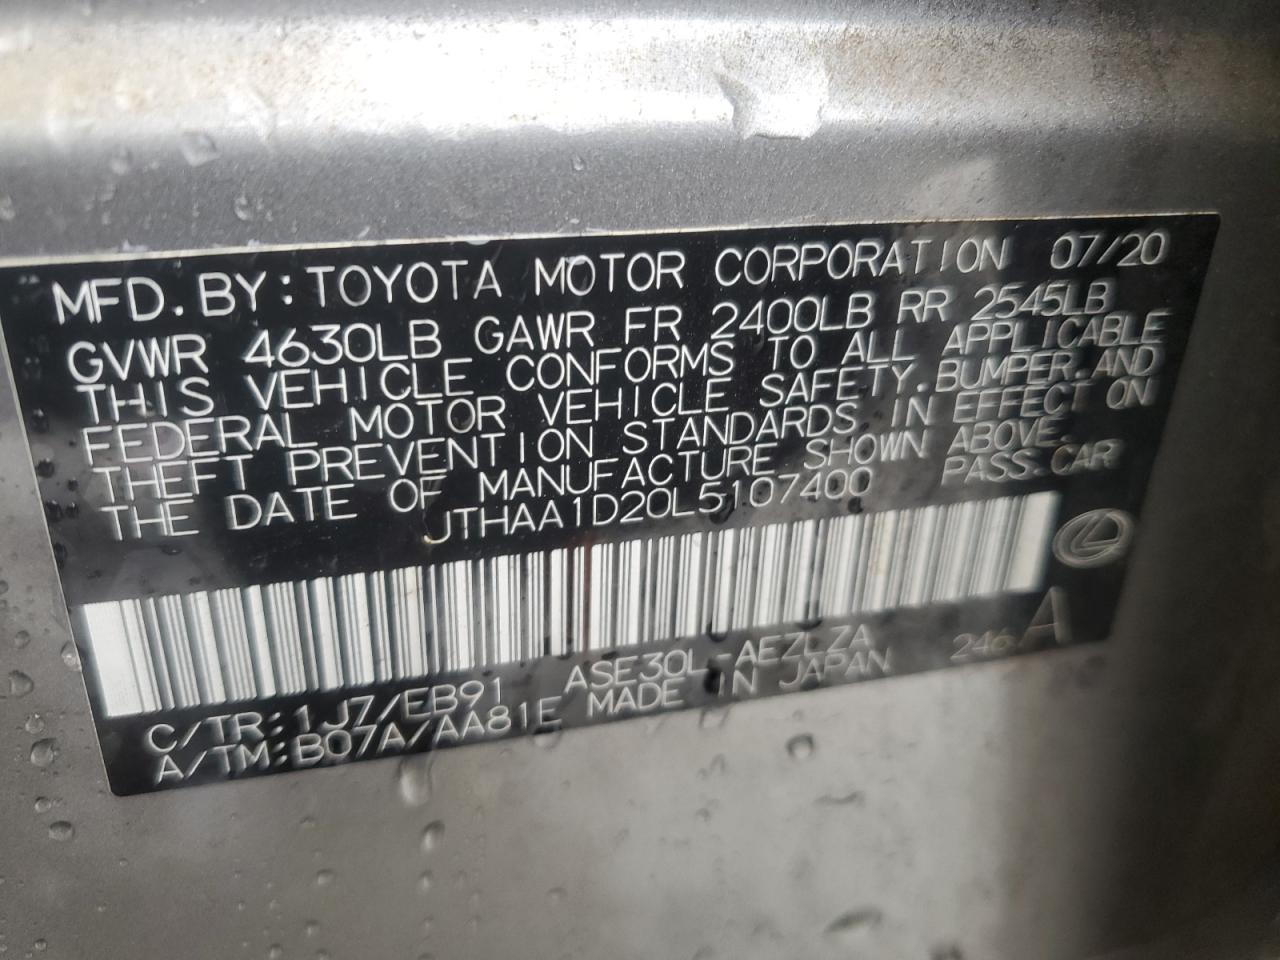 MFD. BY: TOYOTA MOTOR CORPORATION 07/20
GVWR 4630LB GAWR FR 2400LB RR 2545LB
THIS VEHICLE CONFORMS TO ALL APPLICABLE
FEDERAL MOTOR VEHICLE SAFETY, BUMPER, AND
THEFT PREVENTION STANDARDS IN EFFECT ON
THE DATE OF MANUFACTURE SHOWN ABOVE.
JTHAA1D20L5107400 PASS. CAR
C/TR: 1J7/EB91 ASE30L-AEZLZA
A/TM: B07A/AA81E MADE IN JAPAN 246 A